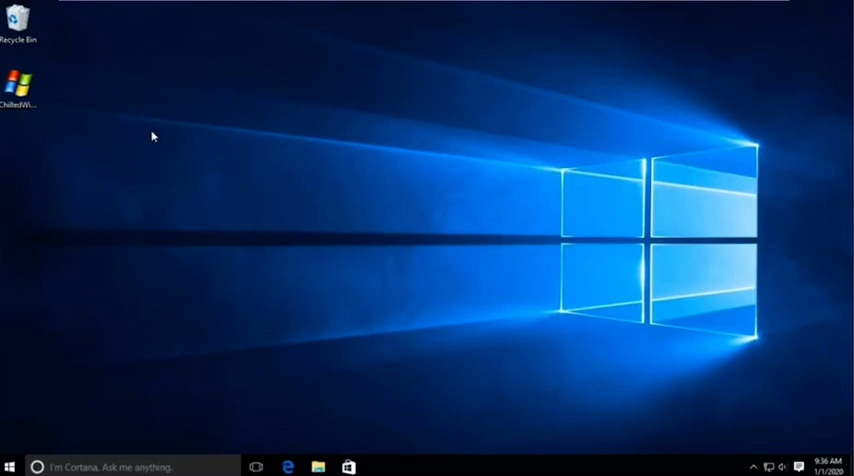 Recycle Bin
ChilledWi...
I'm Cortana. Ask me anything.
9:36 AM
1/1/2020